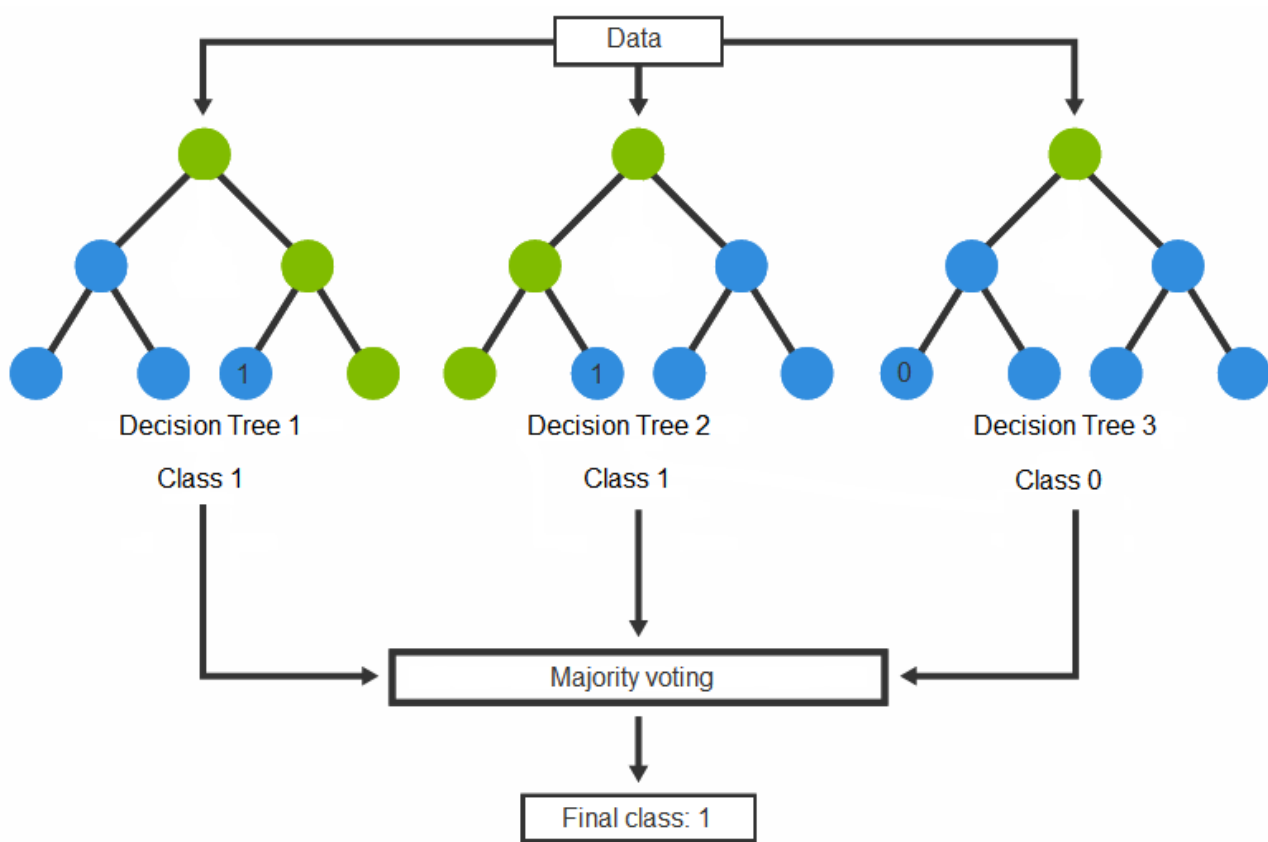 Data
1
1
0
Decision Tree 1
Decision Tree 2
Decision Tree 3
Class 1
Class 1
Class 0
Majority voting
Final class: 1